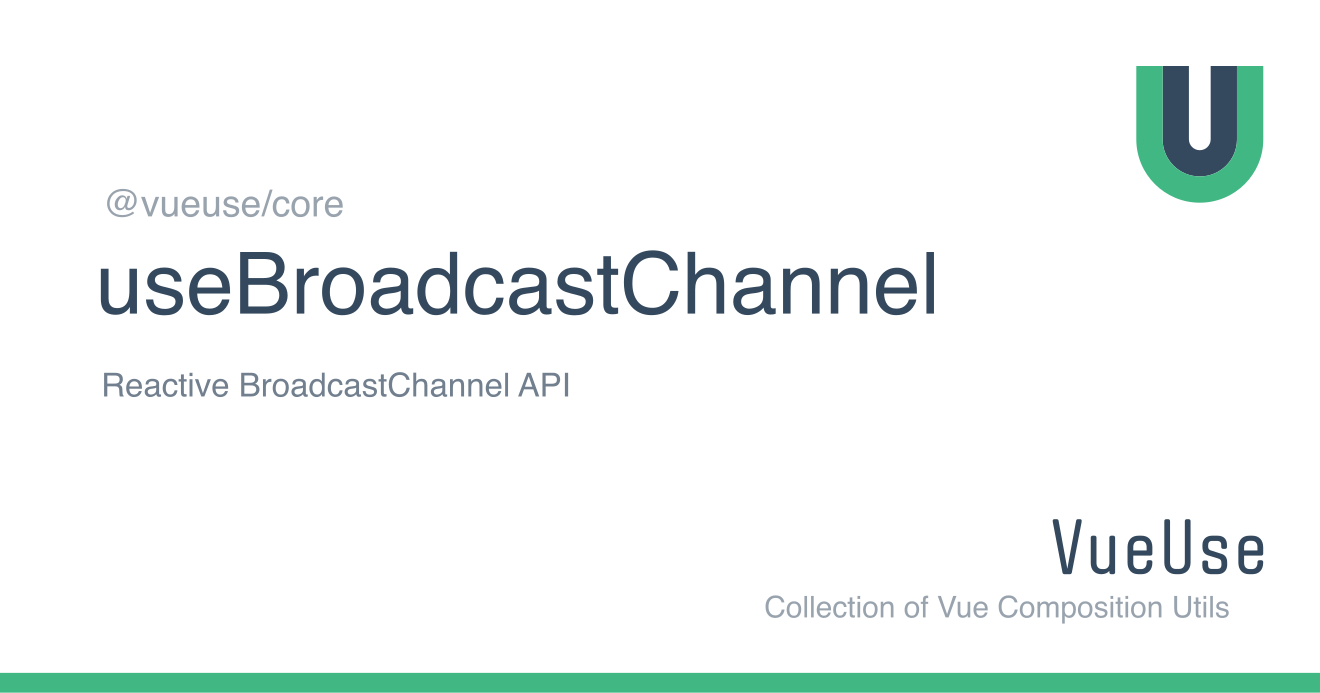 @vueuse/core
useBroadcastChannel
Reactive BroadcastChannel API
VueUse
Collection of Vue Composition Utils